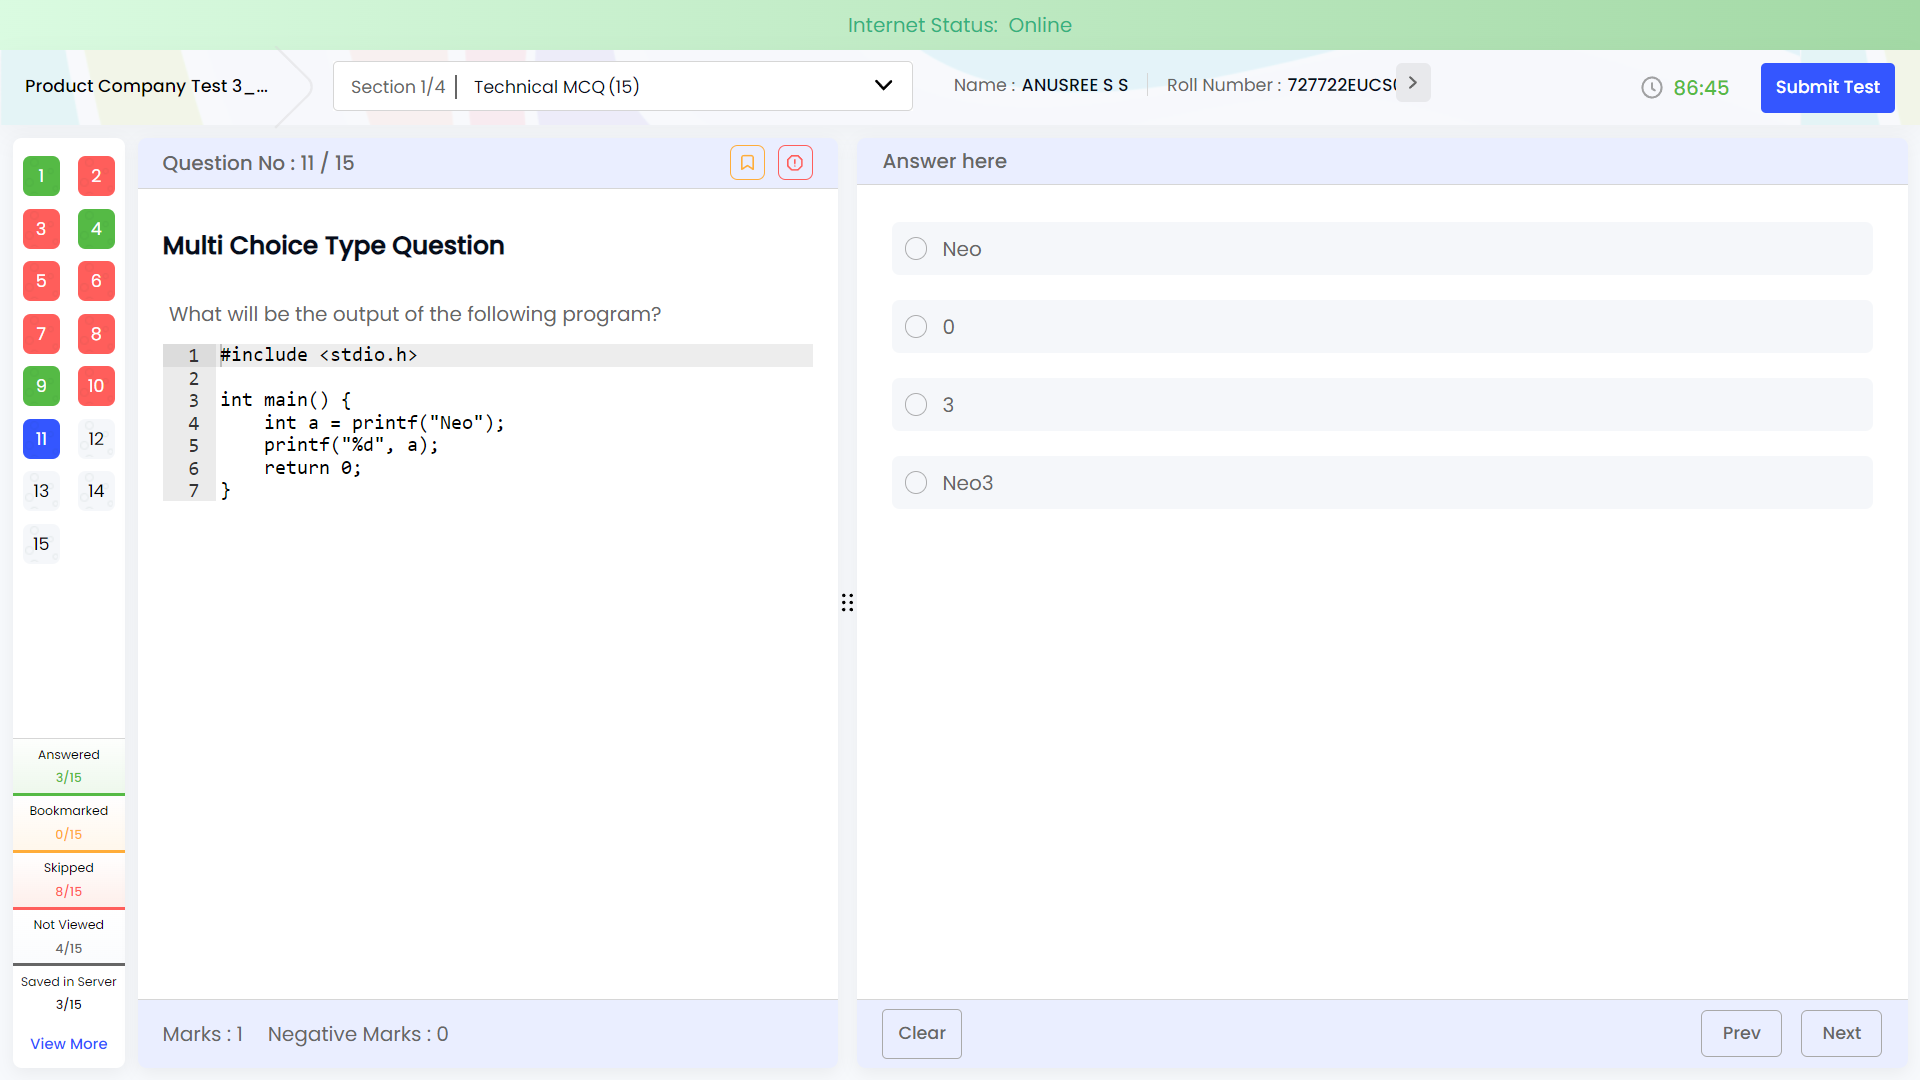 Internet Status: Online
Product Company Test 3_...
Section 1/4 | Technical MCQ (15)
Name : ANUSREE S S
Roll Number : 727722EUCS
86:45
Submit Test
1 2
3 4
5 6
7 8
9 10
11 12
13 14
15
Answered
3/15
Bookmarked
0/15
Skipped
8/15
Not Viewed
4/15
Saved in Server
3/15
View More
Question No : 11 / 15
Multi Choice Type Question
What will be the output of the following program?
1 #include <stdio.h>
2
3 int main() {
4     int a = printf("Neo");
5     printf("%d", a);
6     return 0;
7 }
Marks : 1 Negative Marks : 0
Answer here
Neo
0
3
Neo3
Clear
Prev
Next